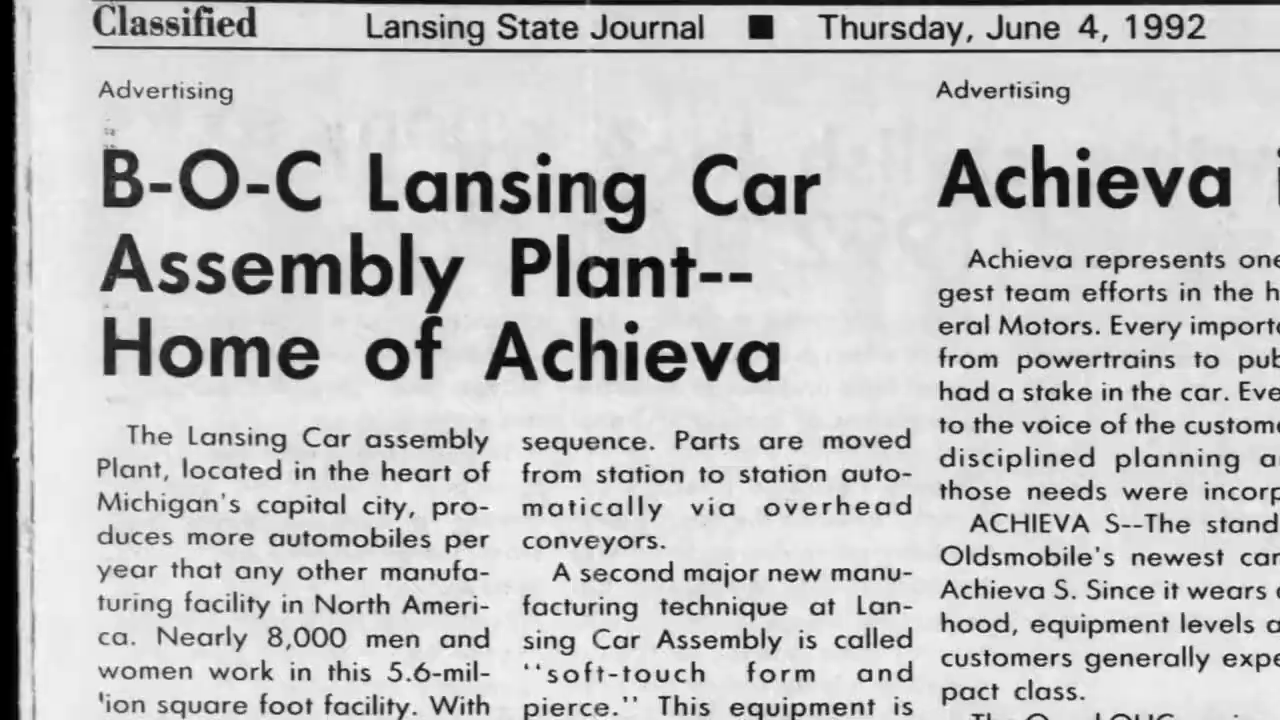 Classified Lansing State Journal ■ Thursday, June 4, 1992
Advertising
B-O-C Lansing Car
Assembly Plant--
Home of Achieva
The Lansing Car assembly
Plant, located in the heart of
Michigan's capital city, pro-
duces more automobiles per
year that any other manufa-
turing facility in North Ameri-
ca. Nearly 8,000 men and
women work in this 5.6-mil-
lion square foot facility. With
sequence. Parts are moved
from station to station auto-
matically via overhead
conveyors.
A second major new manu-
facturing technique at Lan-
sing Car Assembly is called
"soft-touch form and
pierce." This equipment is
Advertising
Achieva
Achieva represents one
gest team efforts in the h
eral Motors. Every importa
from powertrains to pub
had a stake in the car. Eve
to the voice of the custome
disciplined planning a
those needs were incorp
ACHIEVA S--The stand
Oldsmobile's newest car
Achieva S. Since it wears
hood, equipment levels a
customers generally expe
pact class.